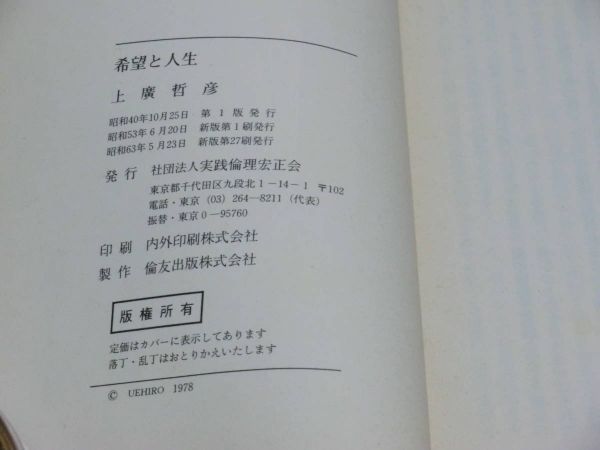 希望と人生
上廣哲彦
昭和40年10月25日 第1版発行
昭和53年6月20日 新版第1刷発行
昭和63年5月23日 新版第27刷発行
発行 社団法人実践倫理宏正会
東京都千代田区九段北1-14-1 〒102
電話・東京(03)264-8211(代表)
振替・東京0-95760
印刷 内外印刷株式会社
製作 倫友出版株式会社
版権所有
定価はカバーに表示してあります
落丁・乱丁はおとりかえいたします
© UEHIRO 1978